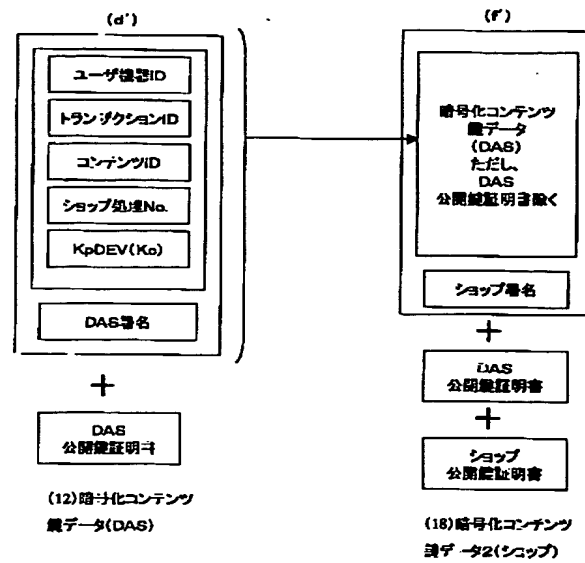 (d')
ユーザ機器ID
トランザクションID
コンテンツID
ショップ処理No.
KpDEV(Kc)
DAS署名
+
DAS
公開鍵証明書
(12)暗号化コンテンツ
鍵データ(DAS)
(f')
暗号化コンテンツ
鍵データ
(DAS)
ただし、
DAS
公開鍵証明書除く
ショップ署名
+
DAS
公開鍵証明書
+
ショップ
公開鍵証明書
(18)暗号化コンテンツ
鍵データ2(ショップ)